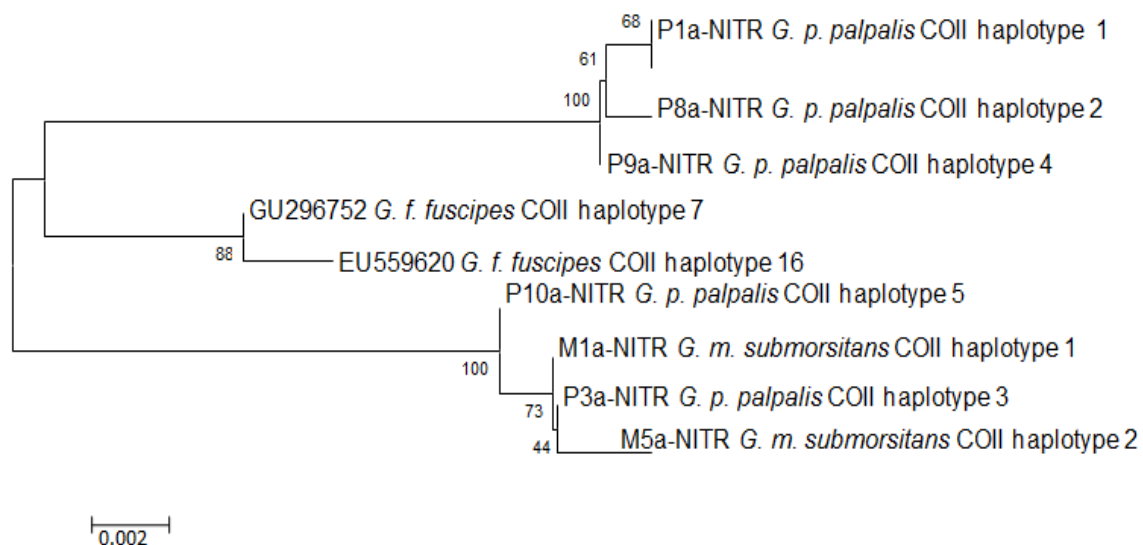 68
P1a-NITR G. p. palpalis COII haplotype 1
61
100
P8a-NITR G. p. palpalis COII haplotype 2
P9a-NITR G. p. palpalis COII haplotype 4
GU296752 G. f. fuscipes COII haplotype 7
88
EU559620 G. f. fuscipes COII haplotype 16
P10a-NITR G. p. palpalis COII haplotype 5
M1a-NITR G. m. submorsitans COII haplotype 1
100
P3a-NITR G. p. palpalis COII haplotype 3
73
M5a-NITR G. m. submorsitans COII haplotype 2
44
0.002